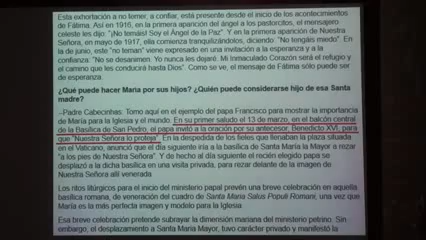 Esta exhortación a no temer, a confiar, está presente desde el inicio de los acontecimientos
de Fátima. Así en 1916, en la primera aparición del ángel a los pastorcitos, el mensajero
celeste les dijo: "¡No temáis! Soy el Ángel de la Paz". Y en la primera aparición de Nuestra
Señora, en mayo de 1917, ella comienza tranquilizándolos, diciendo: "No tengáis miedo". En
la de junio, este "no teman" viene expresado en una invitación a la esperanza y a la
confianza: "No se desanimen. Yo nunca les dejaré. Mi Inmaculado Corazón será el refugio y
el camino que les conducirá hasta Dios". Como se ve, el mensaje de Fátima sólo puede ser
de esperanza.
¿Qué puede hacer María por sus hijos? ¿Quién puede considerarse hijo de esa Santa
madre?
–Padre Cabecinhas: Tomo aquí en el ejemplo del papa Francisco para mostrar la importancia
de María para la Iglesia y el mundo. En su primer saludo el 13 de marzo, en el balcón central
de la Basílica de San Pedro, el papa invitó a la oración por su antecesor, Benedicto XVI, para
que "Nuestra Señora lo proteja". En la despedida de los fieles que llenaban la plaza situada
en el Vaticano, anunció que el día siguiente iría a la basílica de Santa María la Mayor a rezar
"a los pies de Nuestra Señora". Y de hecho al día siguiente el recién elegido papa se
desplazó a la dicha basílica en una visita privada, para rezar delante de la imagen de
Nuestra Señora allí venerada
Los ritos litúrgicos para el inicio del ministerio papal prevén una breve celebración en aquella
basílica romana, de veneración del cuadro de Santa Maria Salus Populi Romani, una vez que
María es la más perfecta imagen y modelo para la Iglesia
Esa breve celebración pretende subrayar la dimensión mariana del ministerio petrino. Sin
embargo, el desplazamiento a Santa Maria Mayor, tuvo carácter privado y manifestó la